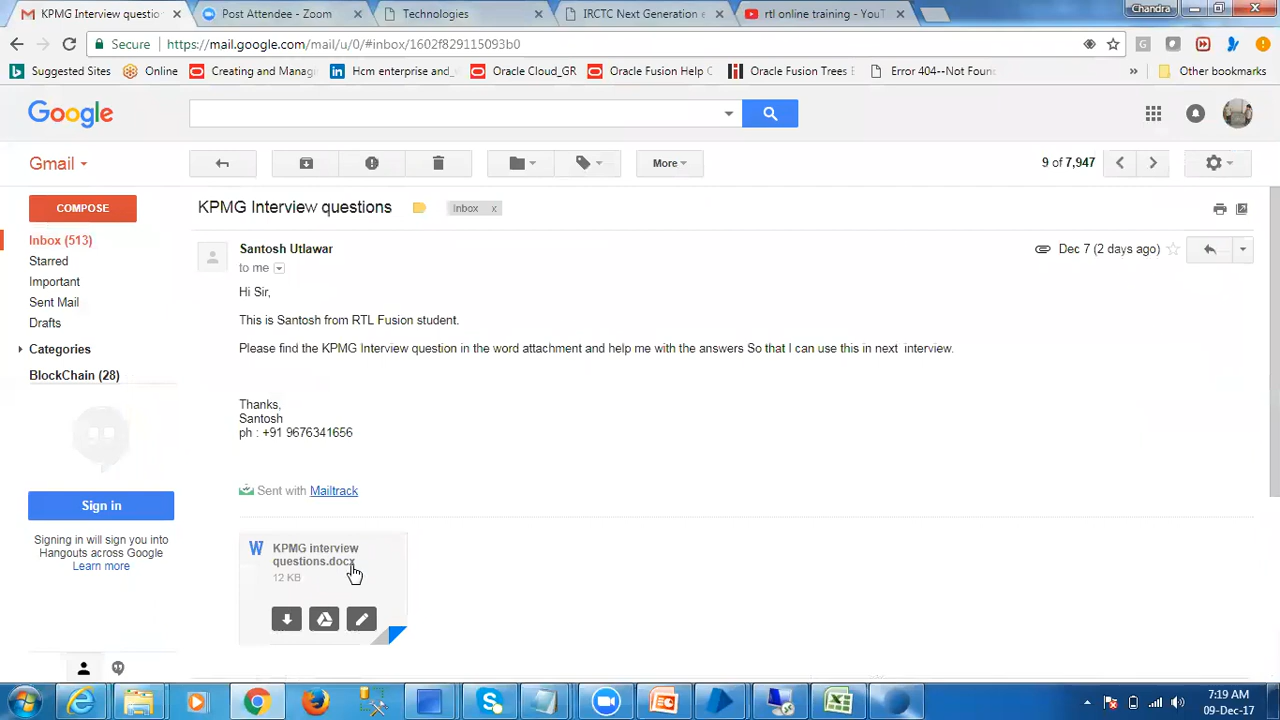 KPMG Interview questio
Post Attendee - Zoom
Technologies
IRCTC Next Generation e
rtl online training - YouT
Chandra
Secure
https://mail.google.com/mail/u/0/#inbox/1602f829115093b0
Suggested Sites
Online
Creating and Manag
Hcm enterprise and_
Oracle Cloud_GR
Oracle Fusion Help C
Oracle Fusion Trees E
Error 404--Not Foun
»
Other bookmarks
Google
Gmail
More
9 of 7,947
COMPOSE
KPMG Interview questions
Inbox x
Inbox (513)
Starred
Important
Sent Mail
Drafts
Categories
BlockChain (28)
Santosh Utlawar
Dec 7 (2 days ago)
to me
Hi Sir,
This is Santosh from RTL Fusion student.
Please find the KPMG Interview question in the word attachment and help me with the answers So that I can use this in next interview.
Thanks,
Santosh
ph : +91 9676341656
Sent with Mailtrack
Sign in
Signing in will sign you into
Hangouts across Google
Learn more
W
KPMG interview
questions.docx
12 KB
7:19 AM
09-Dec-17